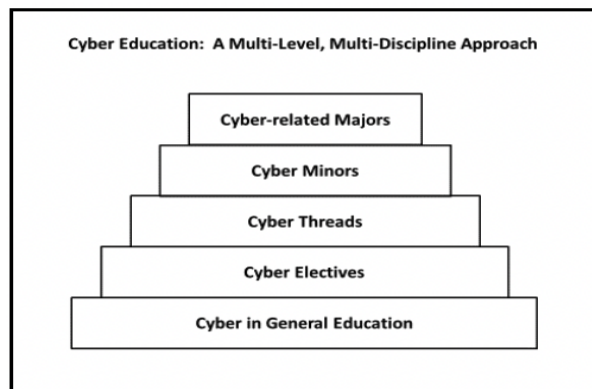 Cyber Education: A Multi-Level, Multi-Discipline Approach
Cyber-related Majors
Cyber Minors
Cyber Threads
Cyber Electives
Cyber in General Education